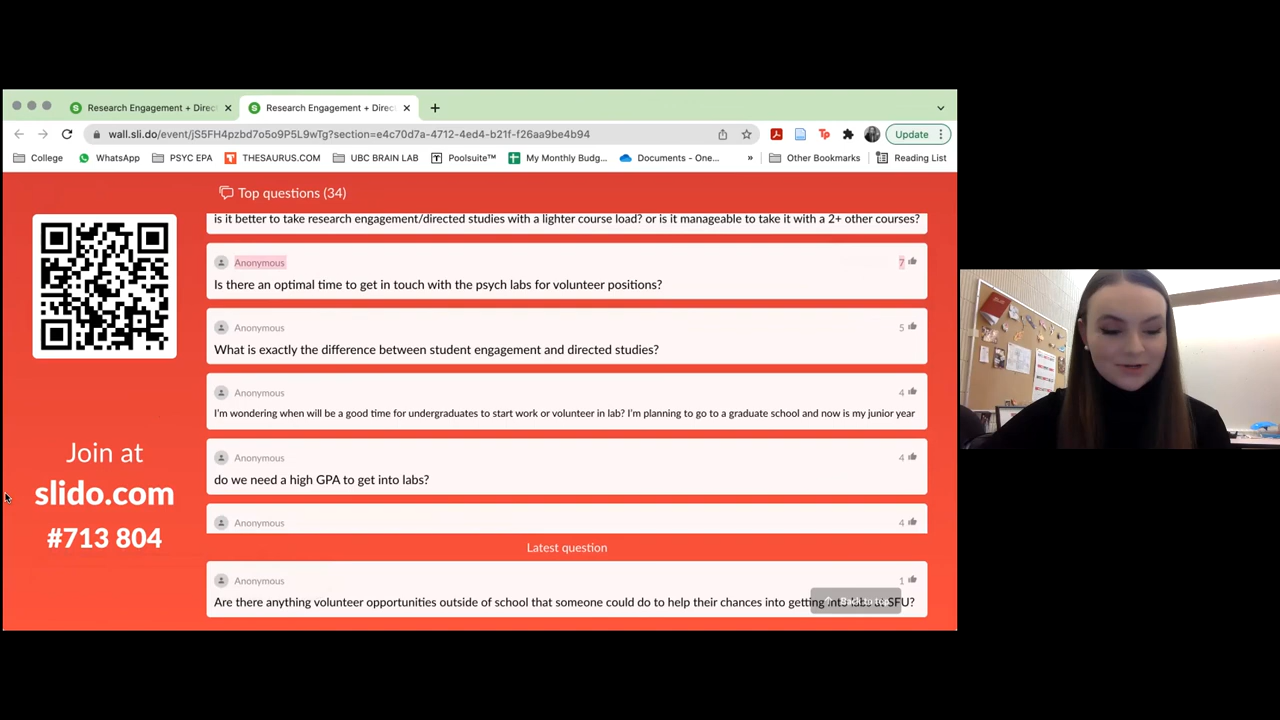 Research Engagement + Direc
Research Engagement + Direc
wall.sli.do/event/jS5FH4pzbd7o5o9P5L9wTg?section=e4c70d7a-4712-4ed4-b21f-f26aa9be4b94
Update
College
WhatsApp
PSYC EPA
THESAURUS.COM
UBC BRAIN LAB
Poolsuite™
My Monthly Budg...
Documents - One...
»
Other Bookmarks
Reading List
Top questions (34)
is it better to take research engagement/directed studies with a lighter course load? or is it manageable to take it with a 2+ other courses?
Anonymous
7
Is there an optimal time to get in touch with the psych labs for volunteer positions?
Anonymous
5
What is exactly the difference between student engagement and directed studies?
Anonymous
4
I'm wondering when will be a good time for undergraduates to start work or volunteer in lab? I'm planning to go to a graduate school and now is my junior year
Anonymous
4
do we need a high GPA to get into labs?
Anonymous
4
Join at
slido.com
#713 804
Latest question
Anonymous
1
Are there anything volunteer opportunities outside of school that someone could do to help their chances into getting SFU?
Back to top